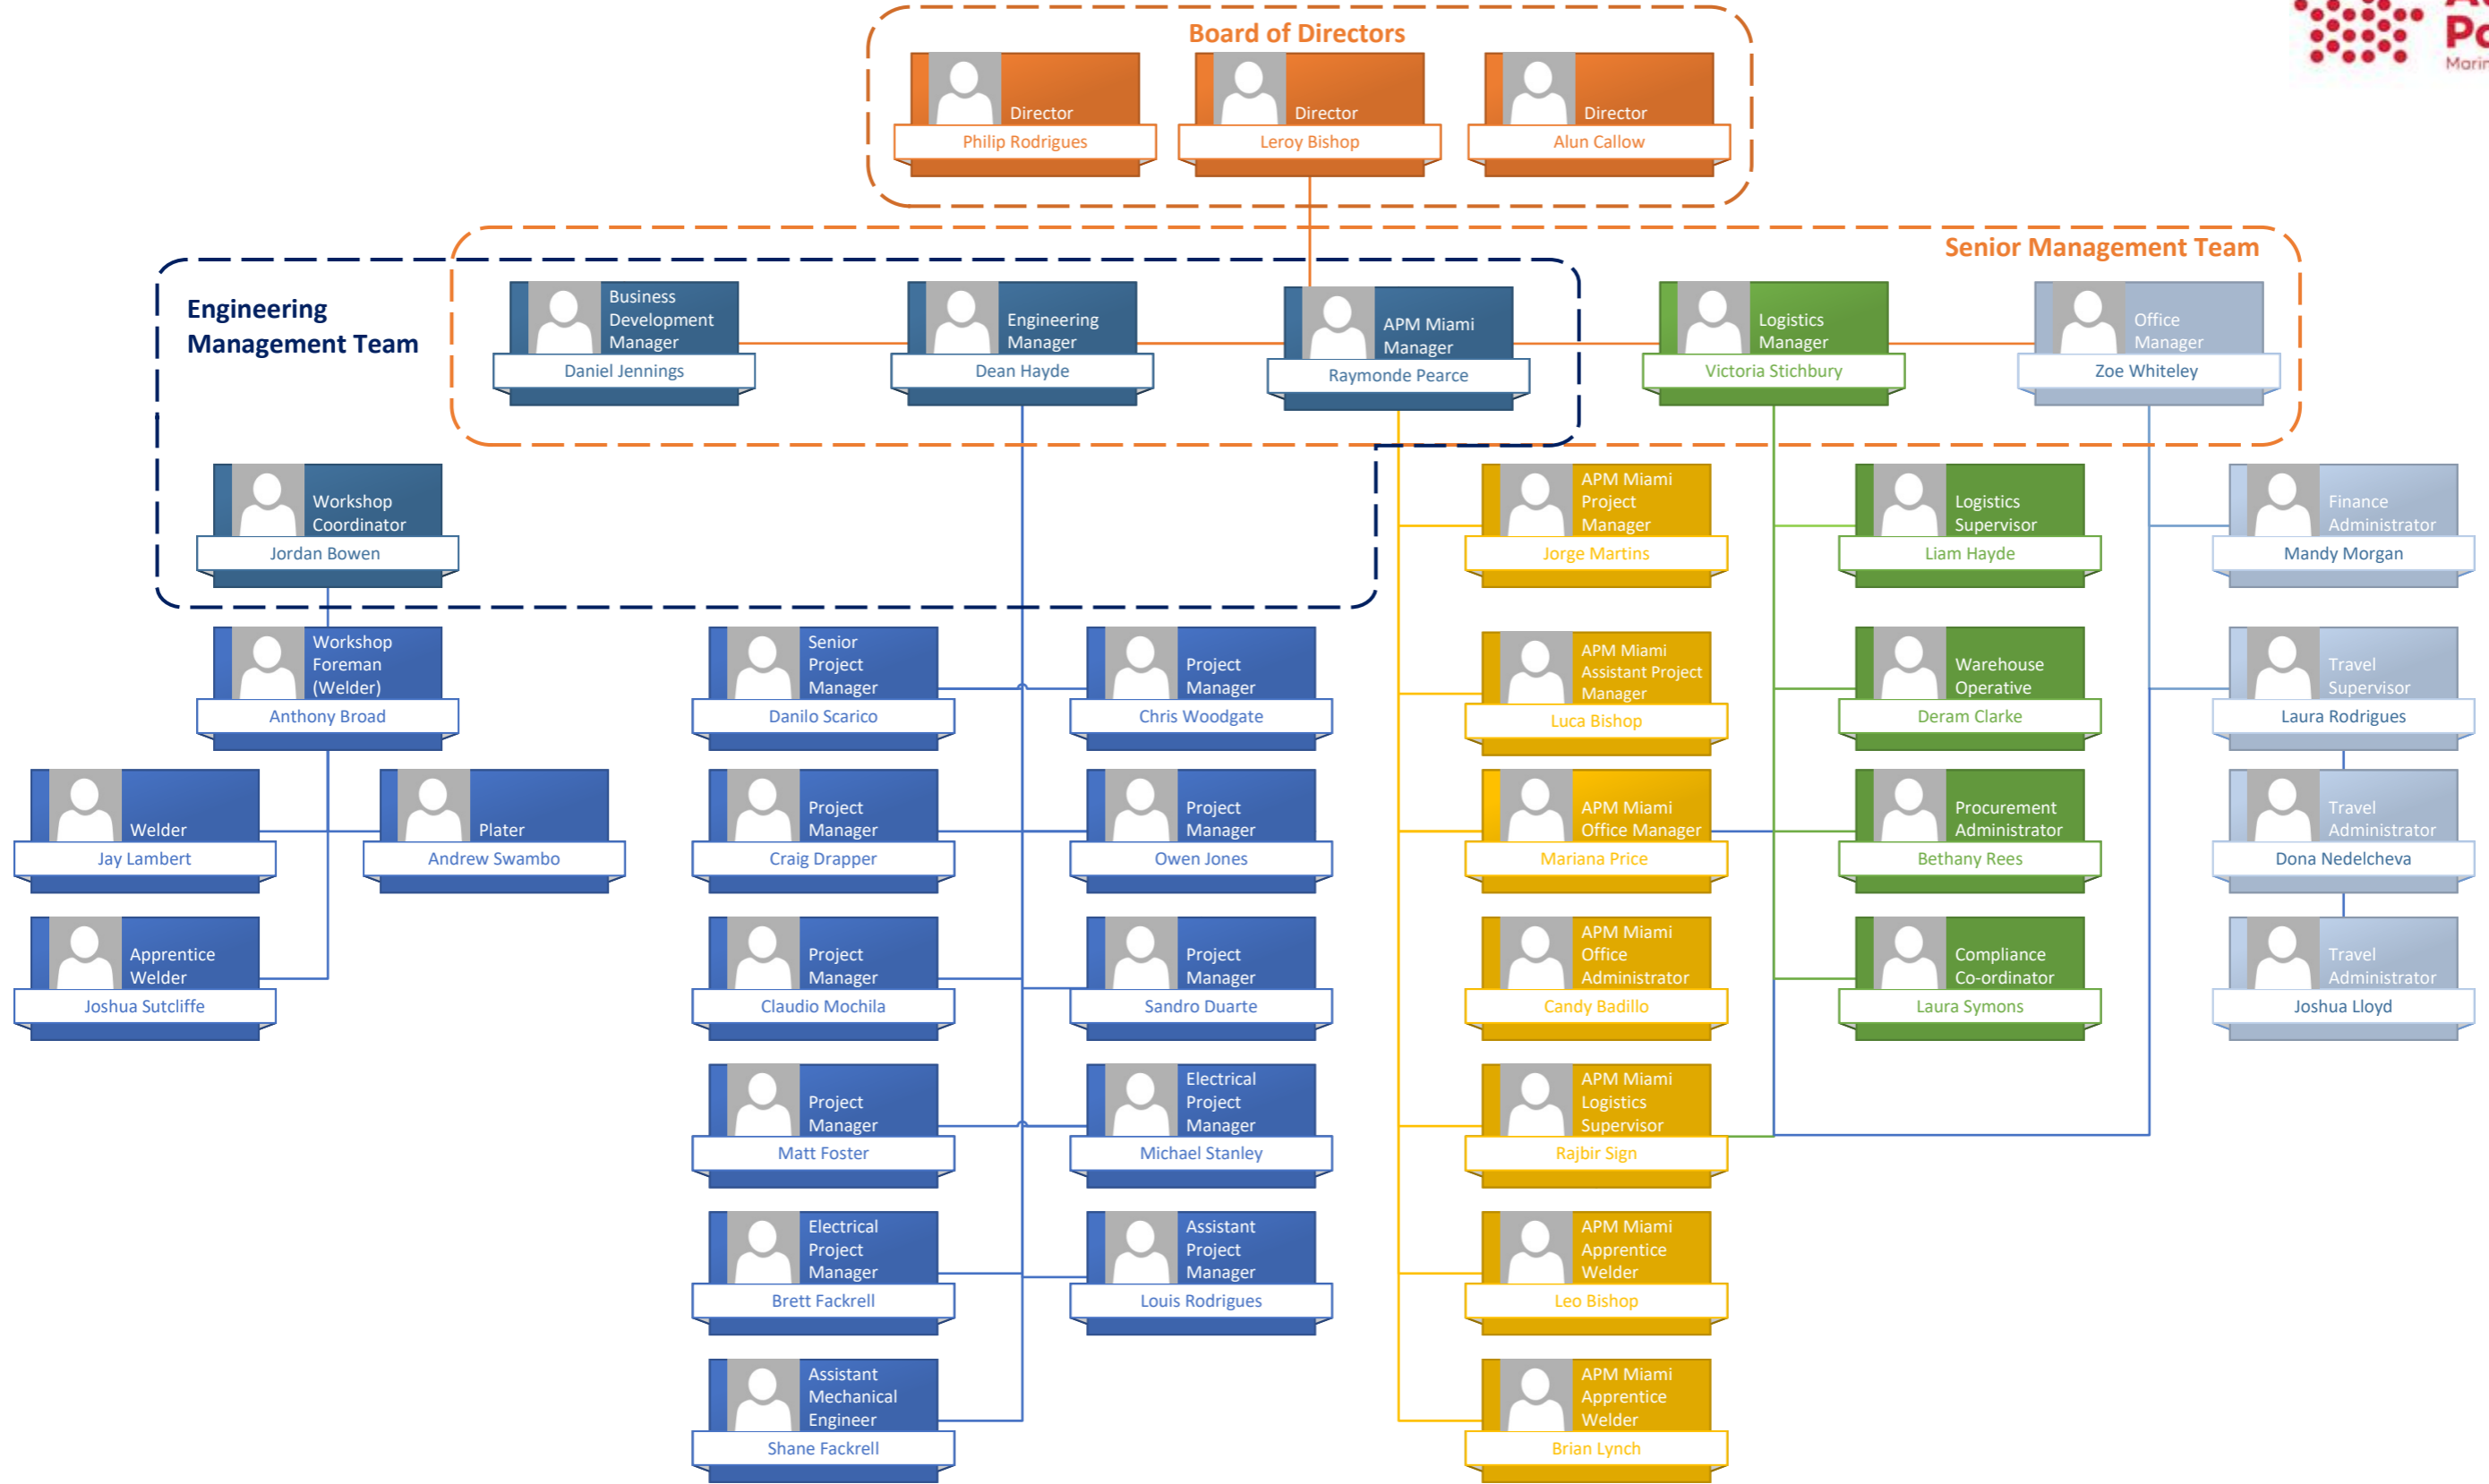 Board of Directors
Director
Philip Rodrigues
Director
Leroy Bishop
Director
Alun Callow
Marin
Senior Management Team
Engineering
Management Team
Business
Development
Manager
Daniel Jennings
Engineering
Manager
Dean Hayde
APM Miami
Manager
Raymonde Pearce
Logistics
Manager
Victoria Stichbury
Office
Manager
Zoe Whiteley
Workshop
Coordinator
Jordan Bowen
APM Miami
Project
Manager
Jorge Martins
Logistics
Supervisor
Liam Hayde
Finance
Administrator
Mandy Morgan
Workshop
Foreman
(Welder)
Anthony Broad
Senior
Project
Manager
Danilo Scarico
Project
Manager
Chris Woodgate
APM Miami
Assistant Project
Manager
Luca Bishop
Warehouse
Operative
Deram Clarke
Travel
Supervisor
Laura Rodrigues
Welder
Jay Lambert
Plater
Andrew Swambo
Project
Manager
Craig Drapper
Project
Manager
Owen Jones
APM Miami
Office Manager
Mariana Price
Procurement
Administrator
Bethany Rees
Travel
Administrator
Dona Nedelcheva
Apprentice
Welder
Joshua Sutcliffe
Project
Manager
Claudio Mochila
Project
Manager
Sandro Duarte
APM Miami
Office
Administrator
Candy Badillo
Compliance
Co-ordinator
Laura Symons
Travel
Administrator
Joshua Lloyd
Project
Manager
Matt Foster
Electrical
Project
Manager
Michael Stanley
APM Miami
Logistics
Supervisor
Rajbir Sign
Electrical
Project
Manager
Brett Fackrell
Assistant
Project
Manager
Louis Rodrigues
APM Miami
Apprentice
Welder
Leo Bishop
Assistant
Mechanical
Engineer
Shane Fackrell
APM Miami
Apprentice
Welder
Brian Lynch